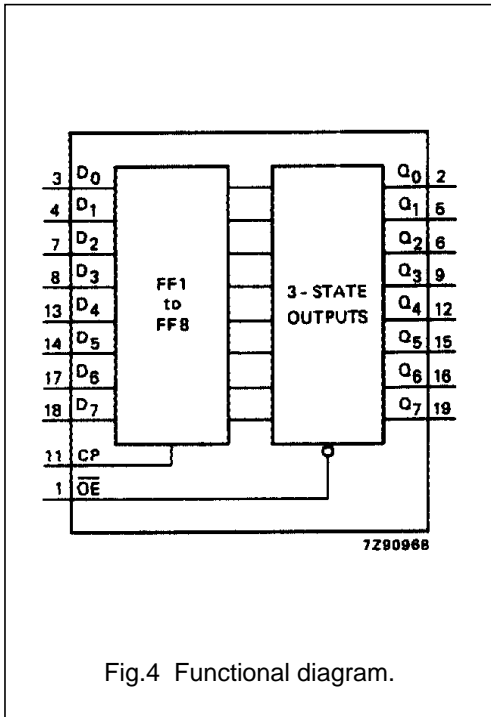 3 D0 Q0 2
4 D1 Q1 5
7 D2 Q2 6
8 D3 Q3 9
13 D4 Q4 12
14 D5 Q5 15
17 D6 Q6 16
18 D7 Q7 19
FF1
to
FF8
3-STATE
OUTPUTS
11 CP
1 OE
7Z90968
Fig.4 Functional diagram.